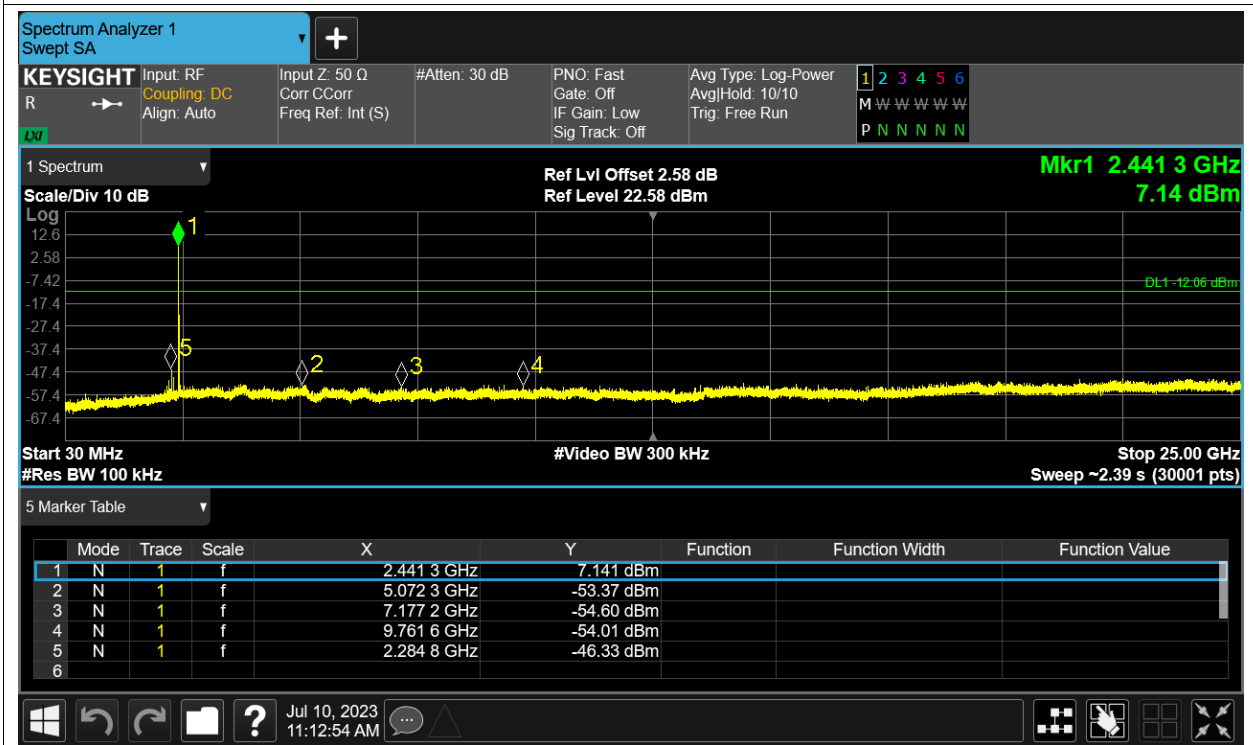 Spectrum Analyzer 1
Swept SA
+
KEYSIGHT
R
LXI
Input: RF
Coupling: DC
Align: Auto
Input Z: 50 Ω
Corr CCorr
Freq Ref: Int (S)
#Atten: 30 dB
PNO: Fast
Gate: Off
IF Gain: Low
Sig Track: Off
Avg Type: Log-Power
Avg|Hold: 10/10
Trig: Free Run
1 2 3 4 5 6
M W W W W W
P N N N N N
1 Spectrum
Scale/Div 10 dB
Ref Lvl Offset 2.58 dB
Ref Level 22.58 dBm
Mkr1 2.441 3 GHz
7.14 dBm
Log
12.6
2.58
-7.42
-17.4
-27.4
-37.4
-47.4
-57.4
-67.4
1
5
2
3
4
DL1 -12.06 dBm
Start 30 MHz
#Res BW 100 kHz
#Video BW 300 kHz
Stop 25.00 GHz
Sweep ~2.39 s (30001 pts)
5 Marker Table
Mode Trace Scale X Y Function Function Width Function Value
1 N 1 f 2.441 3 GHz 7.141 dBm
2 N 1 f 5.072 3 GHz -53.37 dBm
3 N 1 f 7.177 2 GHz -54.60 dBm
4 N 1 f 9.761 6 GHz -54.01 dBm
5 N 1 f 2.284 8 GHz -46.33 dBm
6
?
Jul 10, 2023
11:12:54 AM